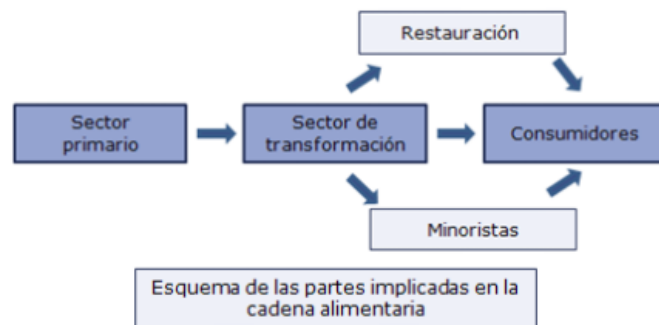 Restauración
Sector
primario
Sector de
transformación
Consumidores
Minoristas
Esquema de las partes implicadas en la
cadena alimentaria